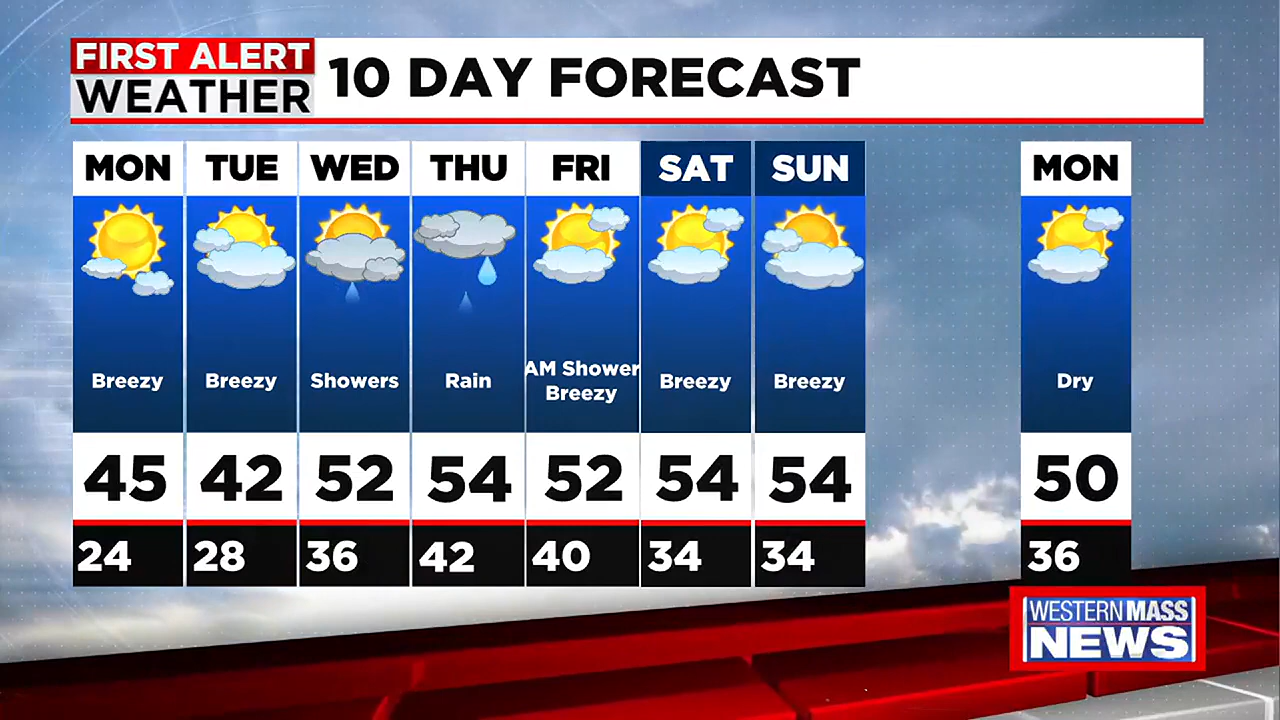 FIRST ALERT
WEATHER
10 DAY FORECAST
MON TUE WED THU FRI SAT SUN MON
Breezy Breezy Showers Rain AM Shower Breezy Breezy Dry
Breezy
45 42 52 54 52 54 54 50
24 28 36 42 40 34 34 36
WESTERN MASS
NEWS